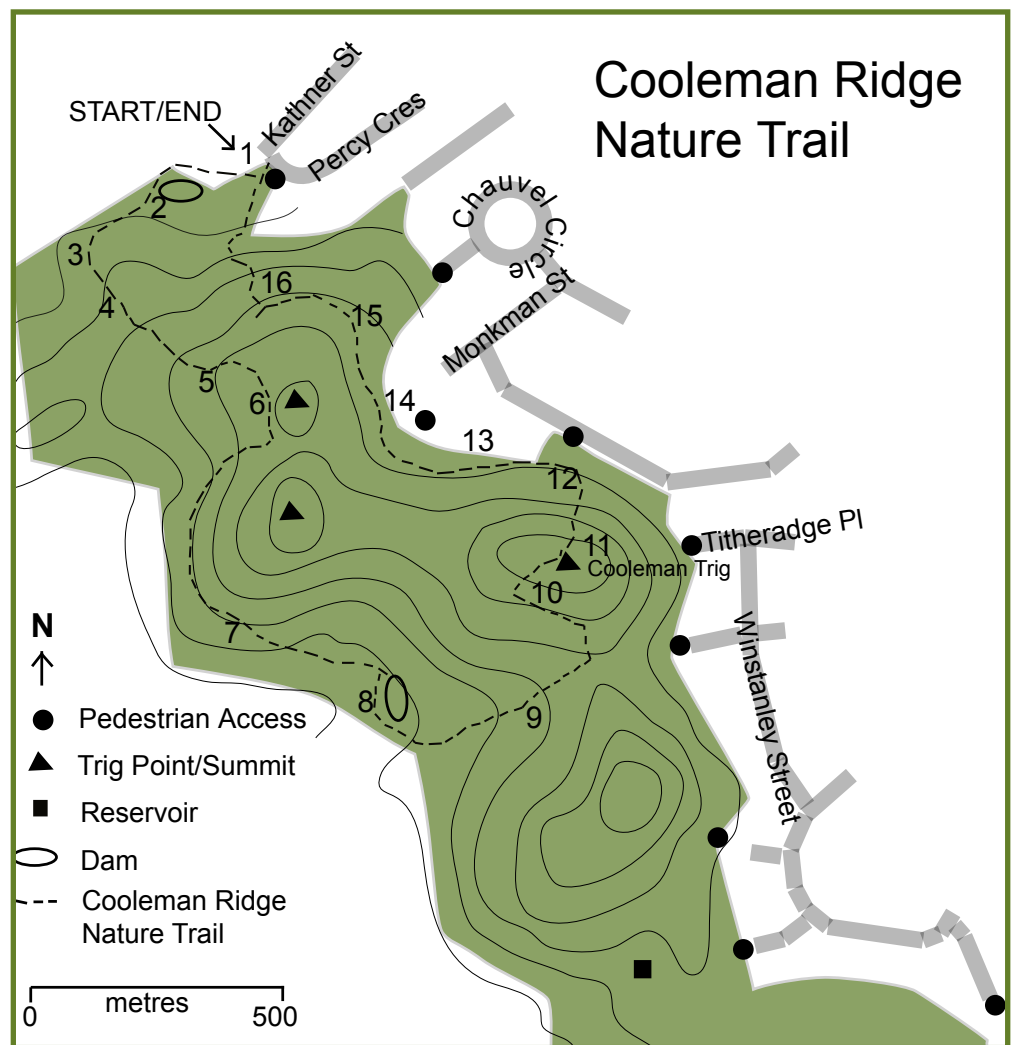 Cooleman Ridge
Nature Trail
START/END
Kathner St
Percy Cres
Chauvel Circle
Monkman St
1
2
3
4
5
6
16
15
14
13
12
11
Cooleman Trig
10
Titheradge Pl
Winstanley Street
7
8
9
N
Pedestrian Access
Trig Point/Summit
Reservoir
Dam
Cooleman Ridge
Nature Trail
metres
0
500